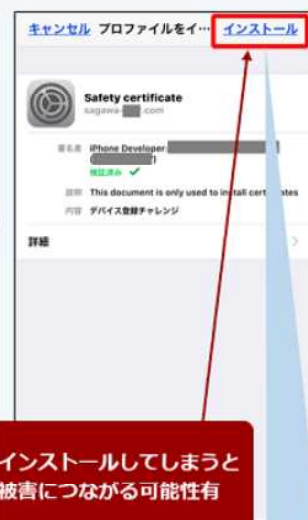 キャンセル プロファイルをイ… インストール
Safety certificate
sagawa- .com
署名者 iPhone Developer:
検証済み ✓
説明 This document is only used to install certificates
内容 デバイス登録チャレンジ
詳細
インストールしてしまうと
被害につながる可能性有